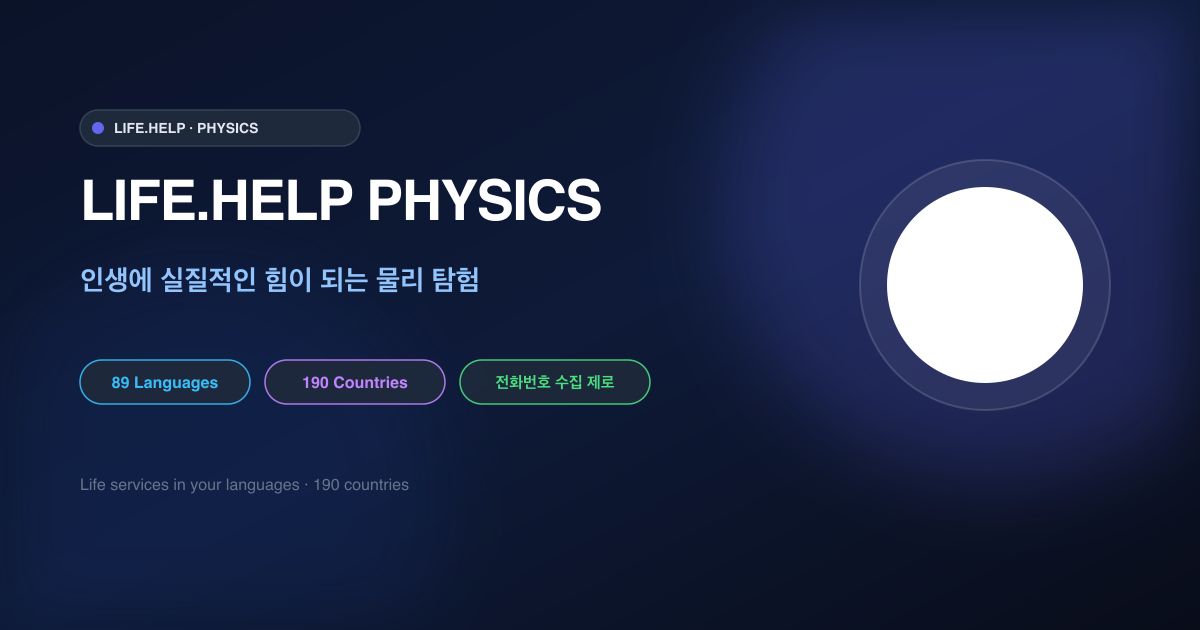 LIFE.HELP · PHYSICS
LIFE.HELP PHYSICS
인생에 실질적인 힘이 되는 물리 탐험
89 Languages
190 Countries
전화번호 수집 제로
Life services in your languages · 190 countries